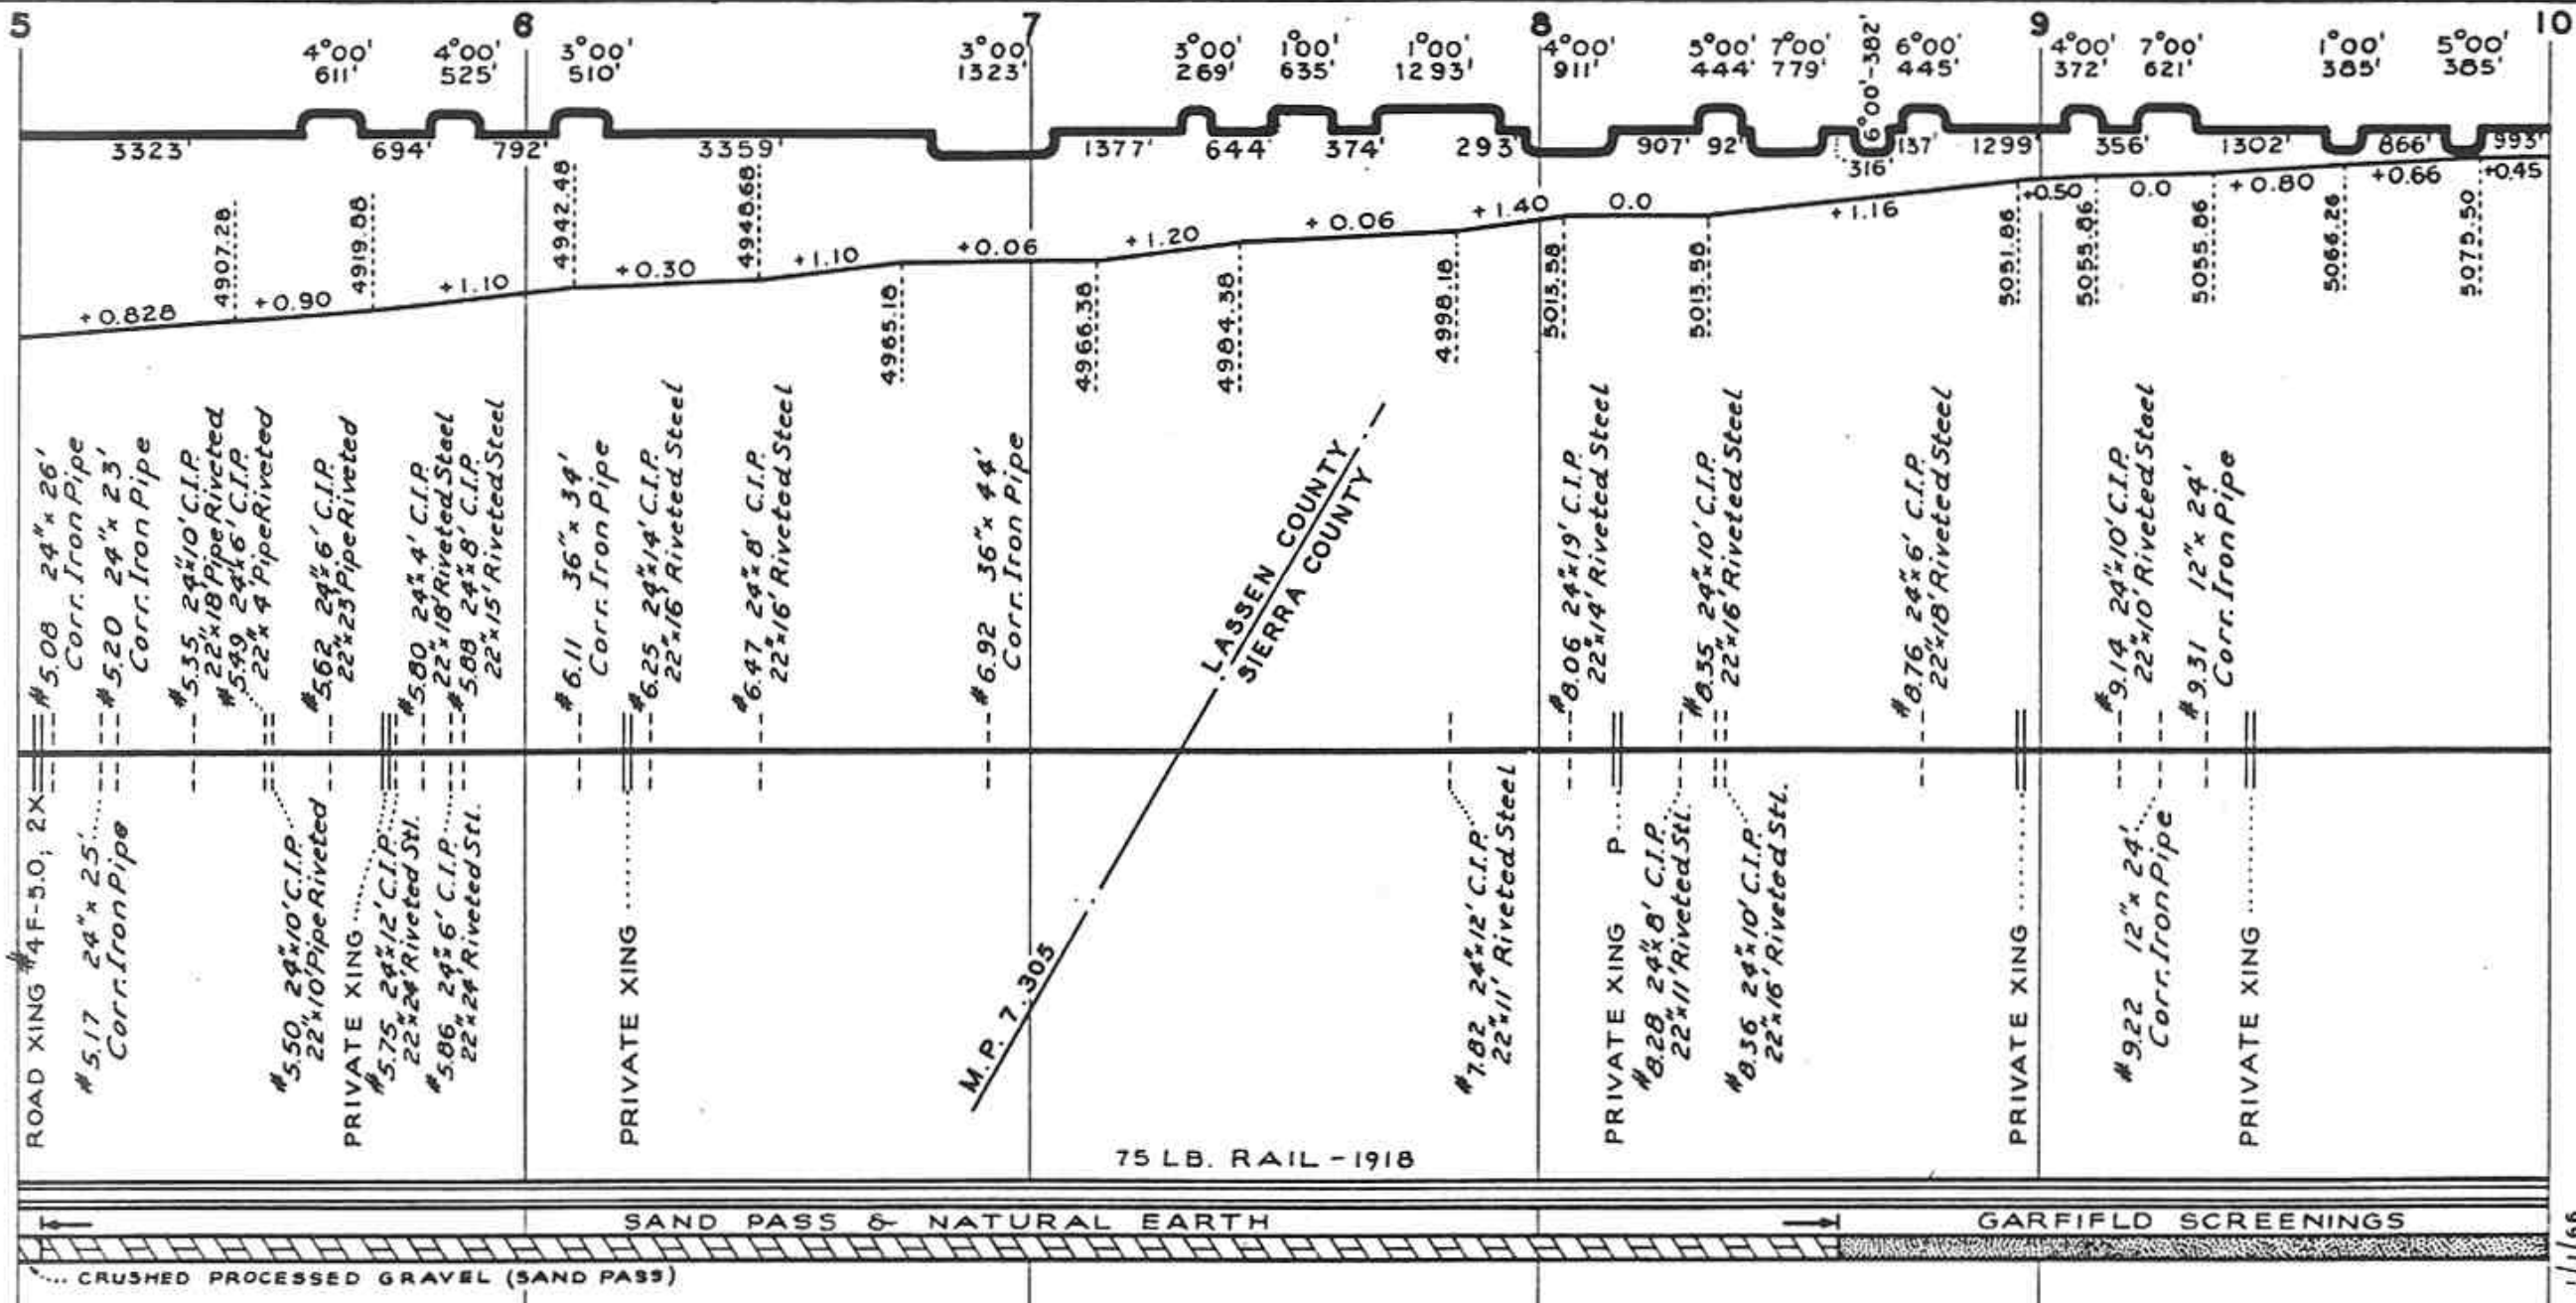 5 6 7 8 9 10
4°00' 4°00' 3°00' 3°00' 3°00' 1°00' 1°00' 4°00' 5°00' 7°00' 6°00' 4°00' 7°00' 1°00' 5°00'
611' 525' 510' 1323' 269' 635' 1293' 911' 444' 779' 445' 372' 621' 385' 385'
6°00'-382'
3323' 694' 792' 3359' 1377' 644' 374' 293' 907' 92' 316' 137' 1299' 356' 1302' 866' 993'
4907.28
4919.88
4942.48
4948.68
4965.18
4966.38
4984.38
4998.18
5013.58
5013.58
5051.86
5055.86
5055.86
5066.26
5075.50
+0.828 +0.90 +1.10 +0.30 +1.10 +0.06 +1.20 +0.06 +1.40 0.0 +1.16 +0.50 0.0 +0.80 +0.66 +0.45
#5.08 24"x 26'
Corr. Iron Pipe
#5.20 24"x 23'
Corr. Iron Pipe
#5.35 24"x10' C.I.P.
22"x18' Pipe Riveted
#5.49 24"x6' C.I.P.
22"x 4' Pipe Riveted
#5.62 24"x6' C.I.P.
22"x23' Pipe Riveted
#5.80 24"x4' C.I.P.
22"x18' Riveted Steel
#5.88 24"x8' C.I.P.
22"x15' Riveted Steel
#6.11 36"x 34'
Corr. Iron Pipe
#6.25 24"x14' C.I.P.
22"x16' Riveted Steel
#6.47 24"x8' C.I.P.
22"x16' Riveted Steel
#6.92 36"x 44'
Corr. Iron Pipe
LASSEN COUNTY
SIERRA COUNTY
#8.06 24"x19' C.I.P.
22"x14' Riveted Steel
#8.35 24"x10' C.I.P.
22"x16' Riveted Steel
#8.76 24"x6' C.I.P.
22"x18' Riveted Steel
#9.14 24"x10' C.I.P.
22"x10' Riveted Steel
#9.31 12"x 24'
Corr. Iron Pipe
ROAD XING #4F-5.0; 2X
#5.17 24"x 25'
Corr. Iron Pipe
#5.50 24"x10' C.I.P.
22"x10' Pipe Riveted
PRIVATE XING
#5.75 24"x12' C.I.P.
22"x24' Riveted Stl.
#5.86 24"x6' C.I.P.
22"x24' Riveted Stl.
PRIVATE XING
M.P. 7.305
#7.82 24"x12' C.I.P.
22"x11' Riveted Steel
PRIVATE XING P
#8.28 24"x8' C.I.P.
22"x11' Riveted Stl.
#8.36 24"x10' C.I.P.
22"x16' Riveted Stl.
PRIVATE XING
#9.22 12"x 24'
Corr. Iron Pipe
PRIVATE XING
75 LB. RAIL - 1918
SAND PASS & NATURAL EARTH
GARFIFLD SCREENINGS
CRUSHED PROCESSED GRAVEL (SAND PASS)
1/1/66